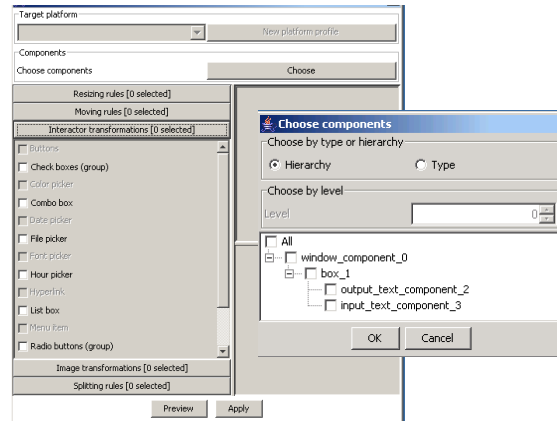 Target platform
New platform profile
Components
Choose components
Choose
Resizing rules [0 selected]
Moving rules [0 selected]
Interactor transformations [0 selected]
Buttons
Check boxes (group)
Color picker
Combo box
Date picker
File picker
Font picker
Hour picker
Hyperlink
List box
Menu item
Radio buttons (group)
Image transformations [0 selected]
Splitting rules [0 selected]
Preview
Apply
Choose components
Choose by type or hierarchy
Hierarchy
Type
Choose by level
Level
0
All
window_component_0
box_1
output_text_component_2
input_text_component_3
OK
Cancel